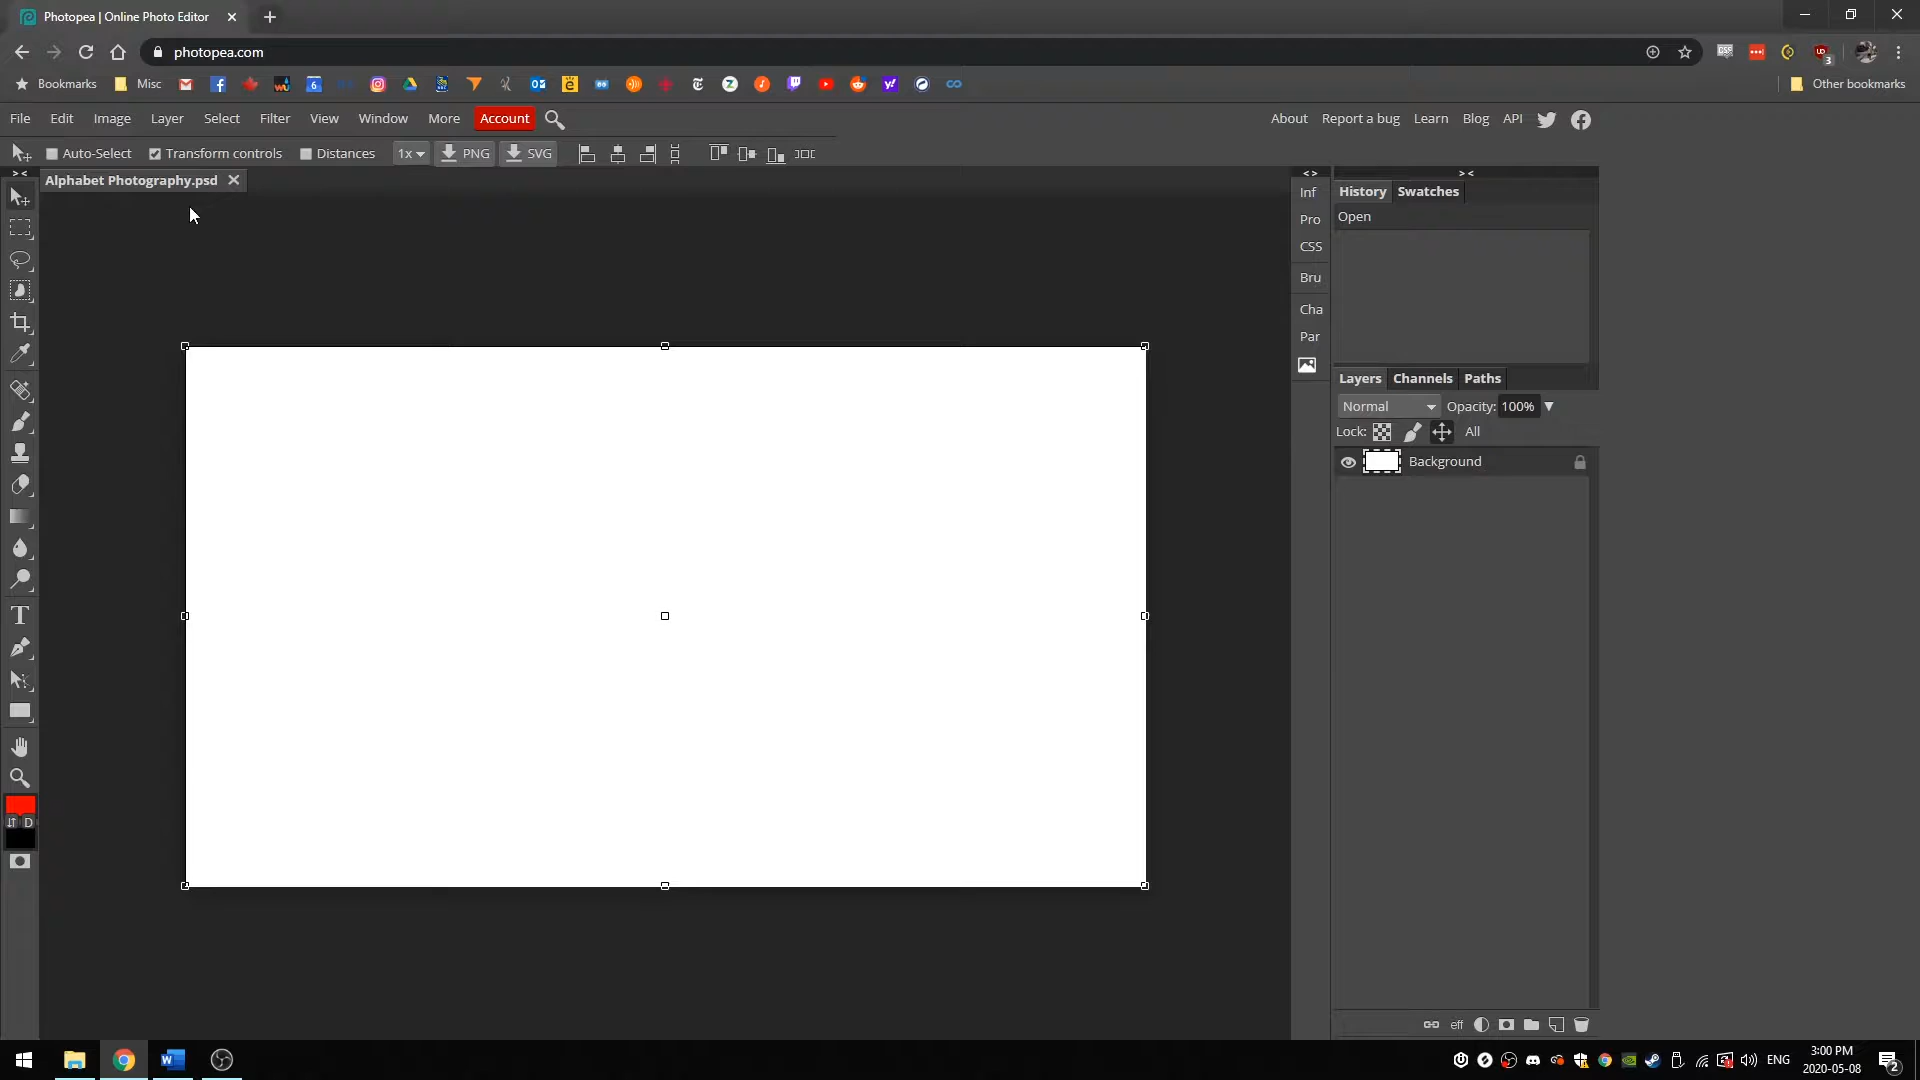 Photopea | Online Photo Editor
photopea.com
Bookmarks
Misc
Other bookmarks
File Edit Image Layer Select Filter View Window More Account
About Report a bug Learn Blog API
Auto-Select Transform controls Distances 1x PNG SVG
Alphabet Photography.psd
Inf
Pro
CSS
Bru
Cha
Par
History Swatches
Open
Layers Channels Paths
Normal Opacity: 100%
Lock: All
Background
D
eff
ENG
3:00 PM
2020-05-08
2